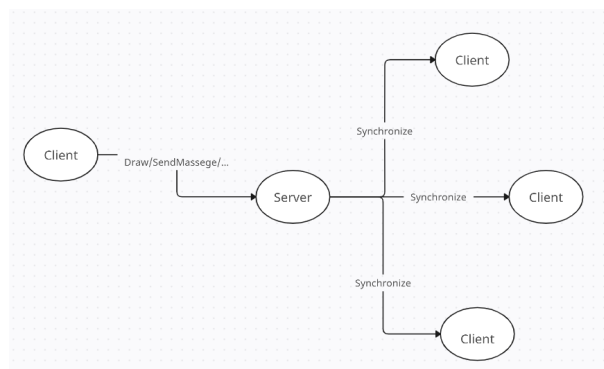 Client
Synchronize
Client
Draw/SendMassege/...
Server
Synchronize
Client
Synchronize
Client